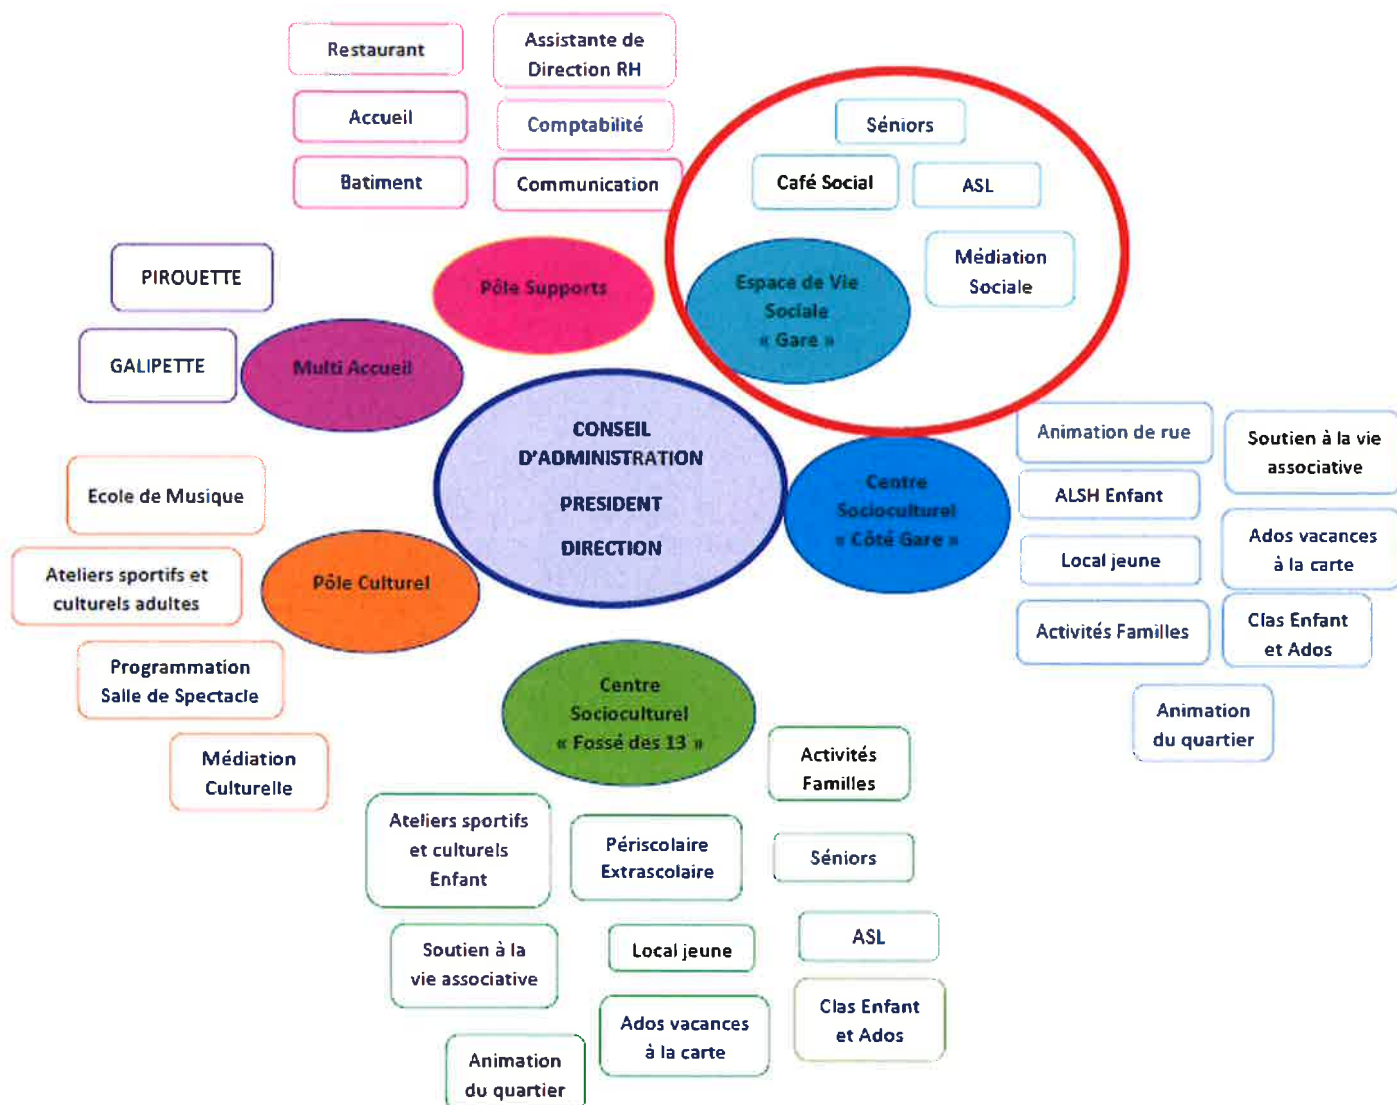 Restaurant
Assistante de
Direction RH
Accueil
Comptabilité
Batiment
Communication
Séniors
Café Social
ASL
Médiation
Sociale
Espace de Vie
Sociale
« Gare »
Pôle Supports
PIROUETTE
GALIPETTE
Multi Accueil
CONSEIL
D'ADMINISTRATION
PRESIDENT
DIRECTION
Centre
Socioculturel
« Côté Gare »
Animation de rue
Soutien à la vie
associative
ALSH Enfant
Ados vacances
à la carte
Local jeune
Activités Familles
Clas Enfant
et Ados
Animation
du quartier
Ecole de Musique
Ateliers sportifs et
culturels adultes
Pôle Culturel
Programmation
Salle de Spectacle
Médiation
Culturelle
Centre
Socioculturel
« Fossé des 13 »
Activités
Familles
Ateliers sportifs
et culturels
Enfant
Périscolaire
Extrascolaire
Séniors
Soutien à la
vie associative
Local jeune
ASL
Ados vacances
à la carte
Clas Enfant
et Ados
Animation
du quartier